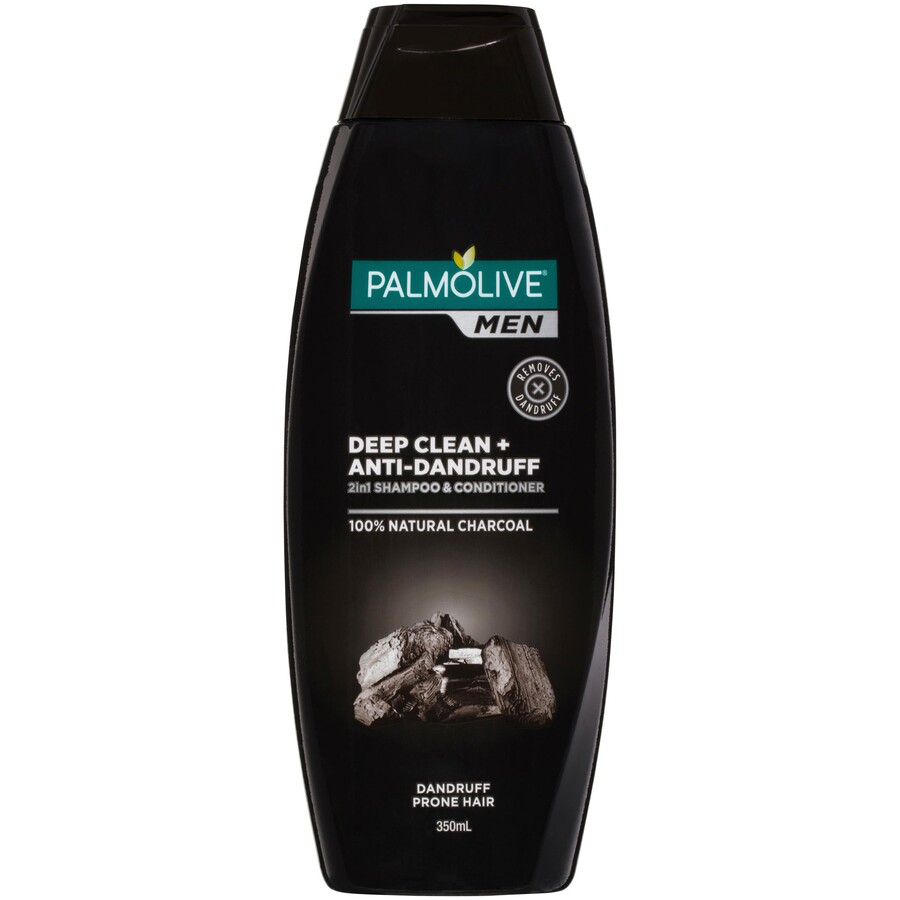 PALMOLIVE®
MEN
REMOVES
DANDRUFF
DEEP CLEAN +
ANTI-DANDRUFF
2in1 SHAMPOO & CONDITIONER
100% NATURAL CHARCOAL
DANDRUFF
PRONE HAIR
350mL